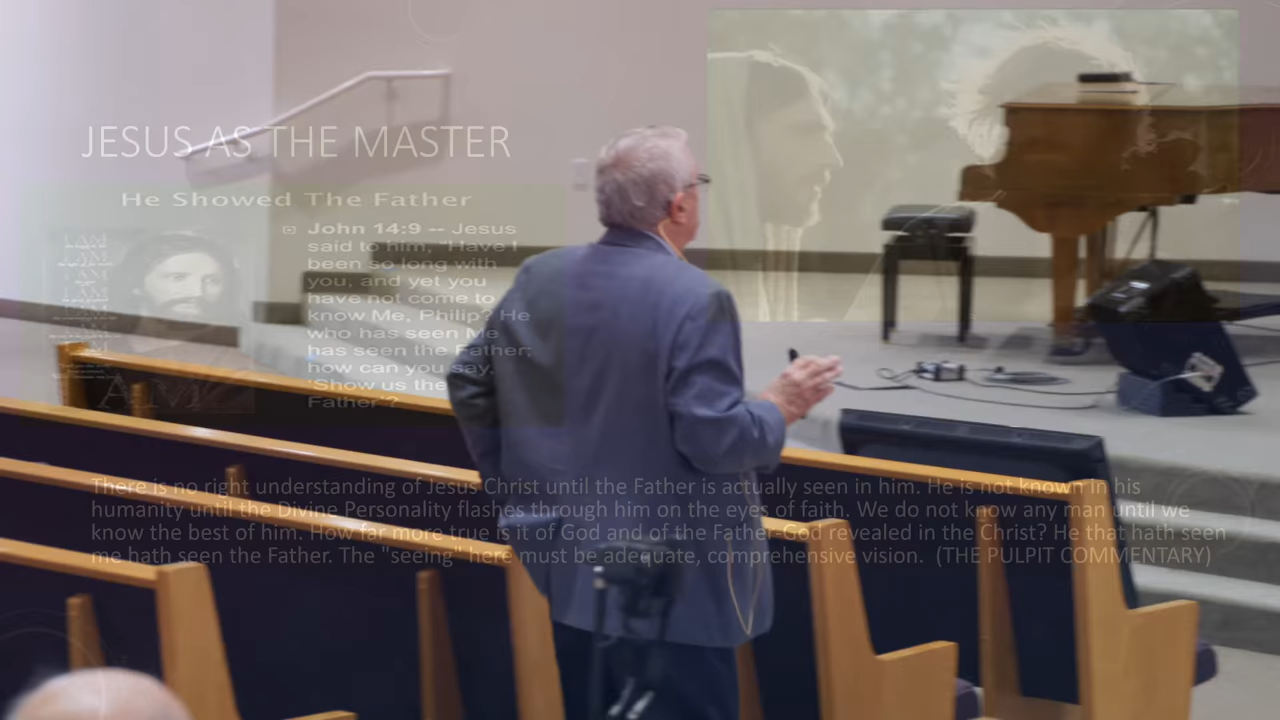 JESUS AS THE MASTER
He Showed The Father
John 14:9 -- Jesus
said to him, "Have I
been so long with
you, and yet you
have not come to
know Me, Philip? He
who has seen Me
has seen the Father;
how can you say,
'Show us the
Father'?
I AM
I AM
I AM
I AM
AM
There is no right understanding of Jesus Christ until the Father is actually seen in him. He is not known in his
humanity until the Divine Personality flashes through him on the eyes of faith. We do not know any man until we
know the best of him. How far more true is it of God and of the Father as revealed in the Christ? He that hath seen
me hath seen the Father. The "seeing" here must be adequate, comprehensive vision. (THE PULPIT COMMENTARY)